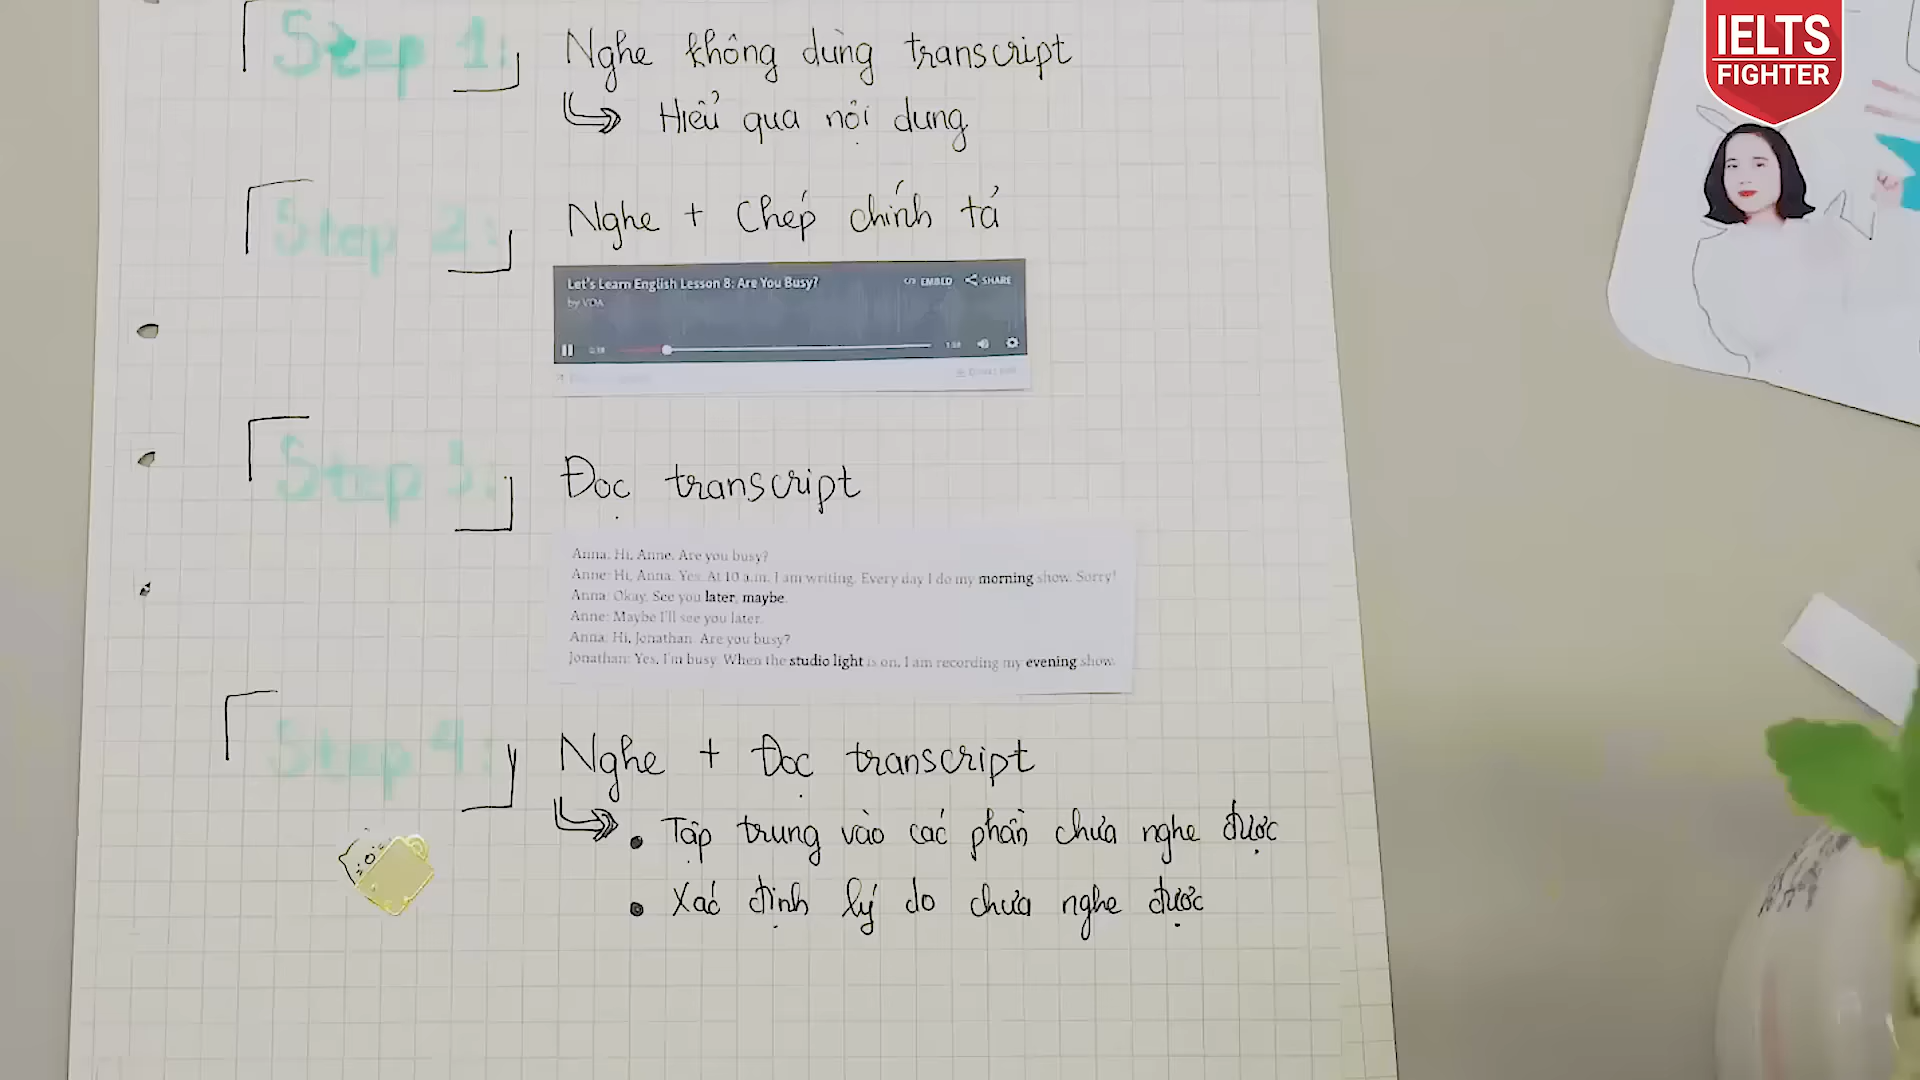 IELTS
FIGHTER
Step 1:
Nghe không dùng transcript
Hiểu qua nội dung
Step 2:
Nghe + Chép chính tả
Let's Learn English Lesson 8: Are You Busy?
by VOA
EMBED
SHARE
Step 3:
Đọc transcript
Anna: Hi, Anne. Are you busy?
Anne: Hi, Anna. Yes. At 10 a.m. I am writing. Every day I do my morning show. Sorry!
Anna: Okay. See you later, maybe.
Anne: Maybe I'll see you later.
Anna: Hi, Jonathan. Are you busy?
Jonathan: Yes, I'm busy. When the studio light is on, I am recording my evening show.
Step 4:
Nghe + Đọc transcript
• Tập trung vào các phần chưa nghe được
• Xác định lý do chưa nghe được